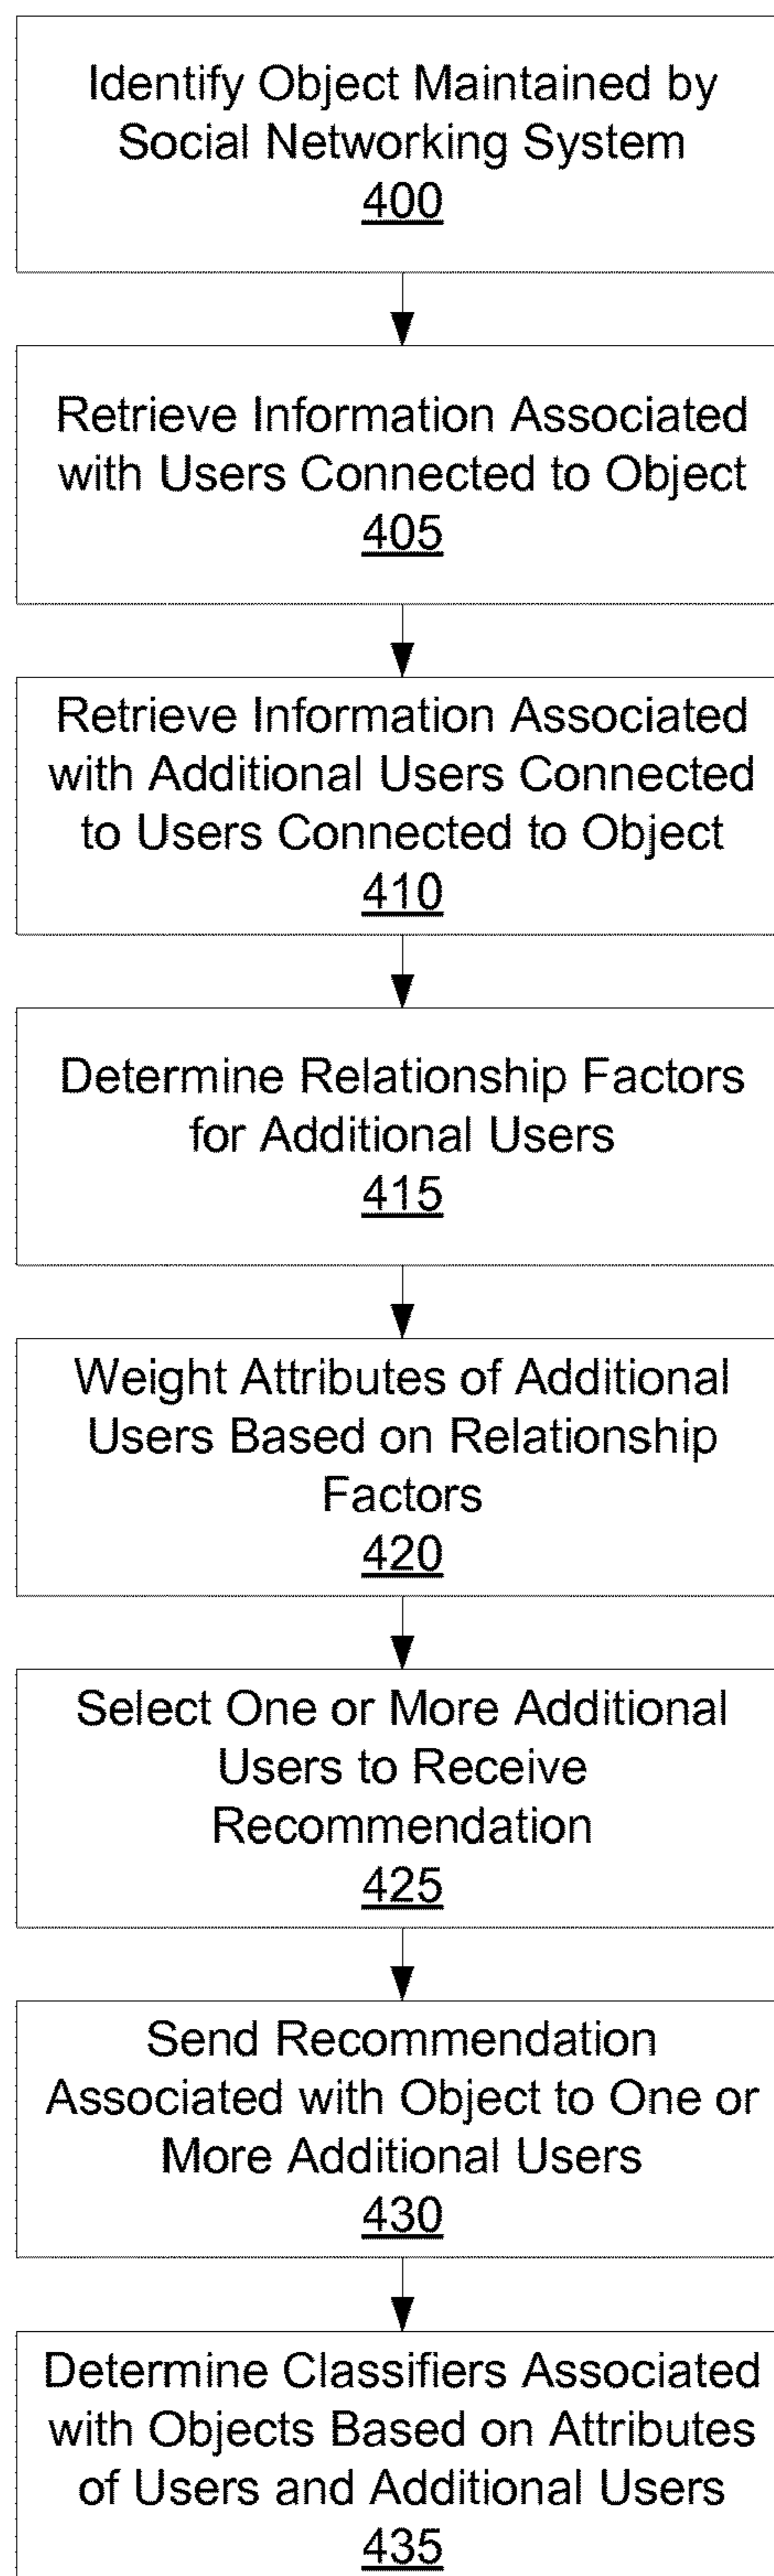 Identify Object Maintained by
Social Networking System
400
Retrieve Information Associated
with Users Connected to Object
405
Retrieve Information Associated
with Additional Users Connected
to Users Connected to Object
410
Determine Relationship Factors
for Additional Users
415
Weight Attributes of Additional
Users Based on Relationship
Factors
420
Select One or More Additional
Users to Receive
Recommendation
425
Send Recommendation
Associated with Object to One or
More Additional Users
430
Determine Classifiers Associated
with Objects Based on Attributes
of Users and Additional Users
435